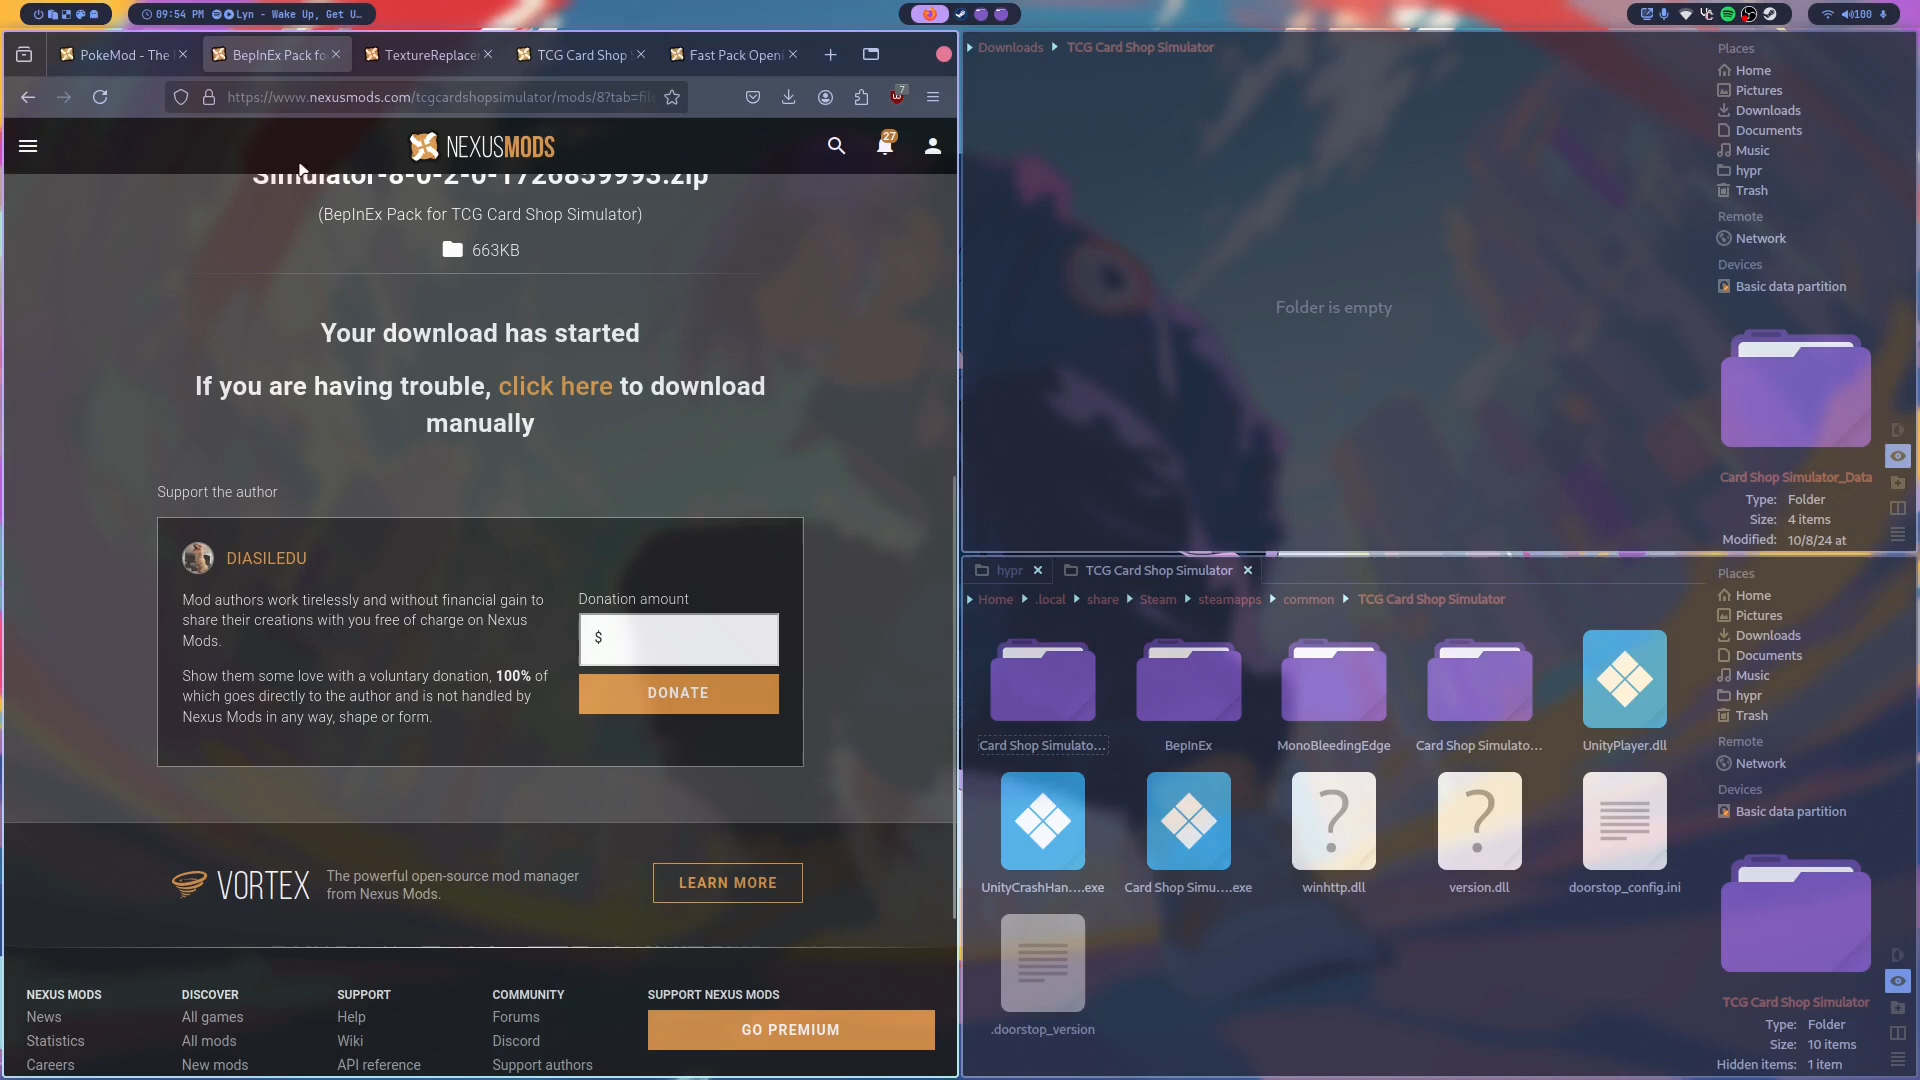 09:54 PM
Lyn - Wake Up, Get U…
100
PokeMod - The
BepInEx Pack fo
TextureReplacer
TCG Card Shop
Fast Pack Openi
https://www.nexusmods.com/tcgcardshopsimulator/mods/8?tab=fil
7
NEXUSMODS
27
Simulator-8-0-2-0-1726859993.zip
(BepInEx Pack for TCG Card Shop Simulator)
663KB
Your download has started
If you are having trouble, click here to download
manually
Support the author
DIASILEDU
Mod authors work tirelessly and without financial gain to
share their creations with you free of charge on Nexus
Mods.
Show them some love with a voluntary donation, 100% of
which goes directly to the author and is not handled by
Nexus Mods in any way, shape or form.
Donation amount
$
DONATE
VORTEX
The powerful open-source mod manager
from Nexus Mods.
LEARN MORE
NEXUS MODS
News
Statistics
Careers
DISCOVER
All games
All mods
New mods
SUPPORT
Help
Wiki
API reference
COMMUNITY
Forums
Discord
Support authors
SUPPORT NEXUS MODS
GO PREMIUM
Downloads
TCG Card Shop Simulator
Folder is empty
Places
Home
Pictures
Downloads
Documents
Music
hypr
Trash
Remote
Network
Devices
Basic data partition
Card Shop Simulator_Data
Type: Folder
Size: 4 items
Modified: 10/8/24 at
hypr
TCG Card Shop Simulator
Home
.local
share
Steam
steamapps
common
TCG Card Shop Simulator
Card Shop Simulato…
BepInEx
MonoBleedingEdge
Card Shop Simulato…
UnityPlayer.dll
UnityCrashHan….exe
Card Shop Simu….exe
winhttp.dll
version.dll
doorstop_config.ini
.doorstop_version
Places
Home
Pictures
Downloads
Documents
Music
hypr
Trash
Remote
Network
Devices
Basic data partition
TCG Card Shop Simulator
Type: Folder
Size: 10 items
Hidden items: 1 item